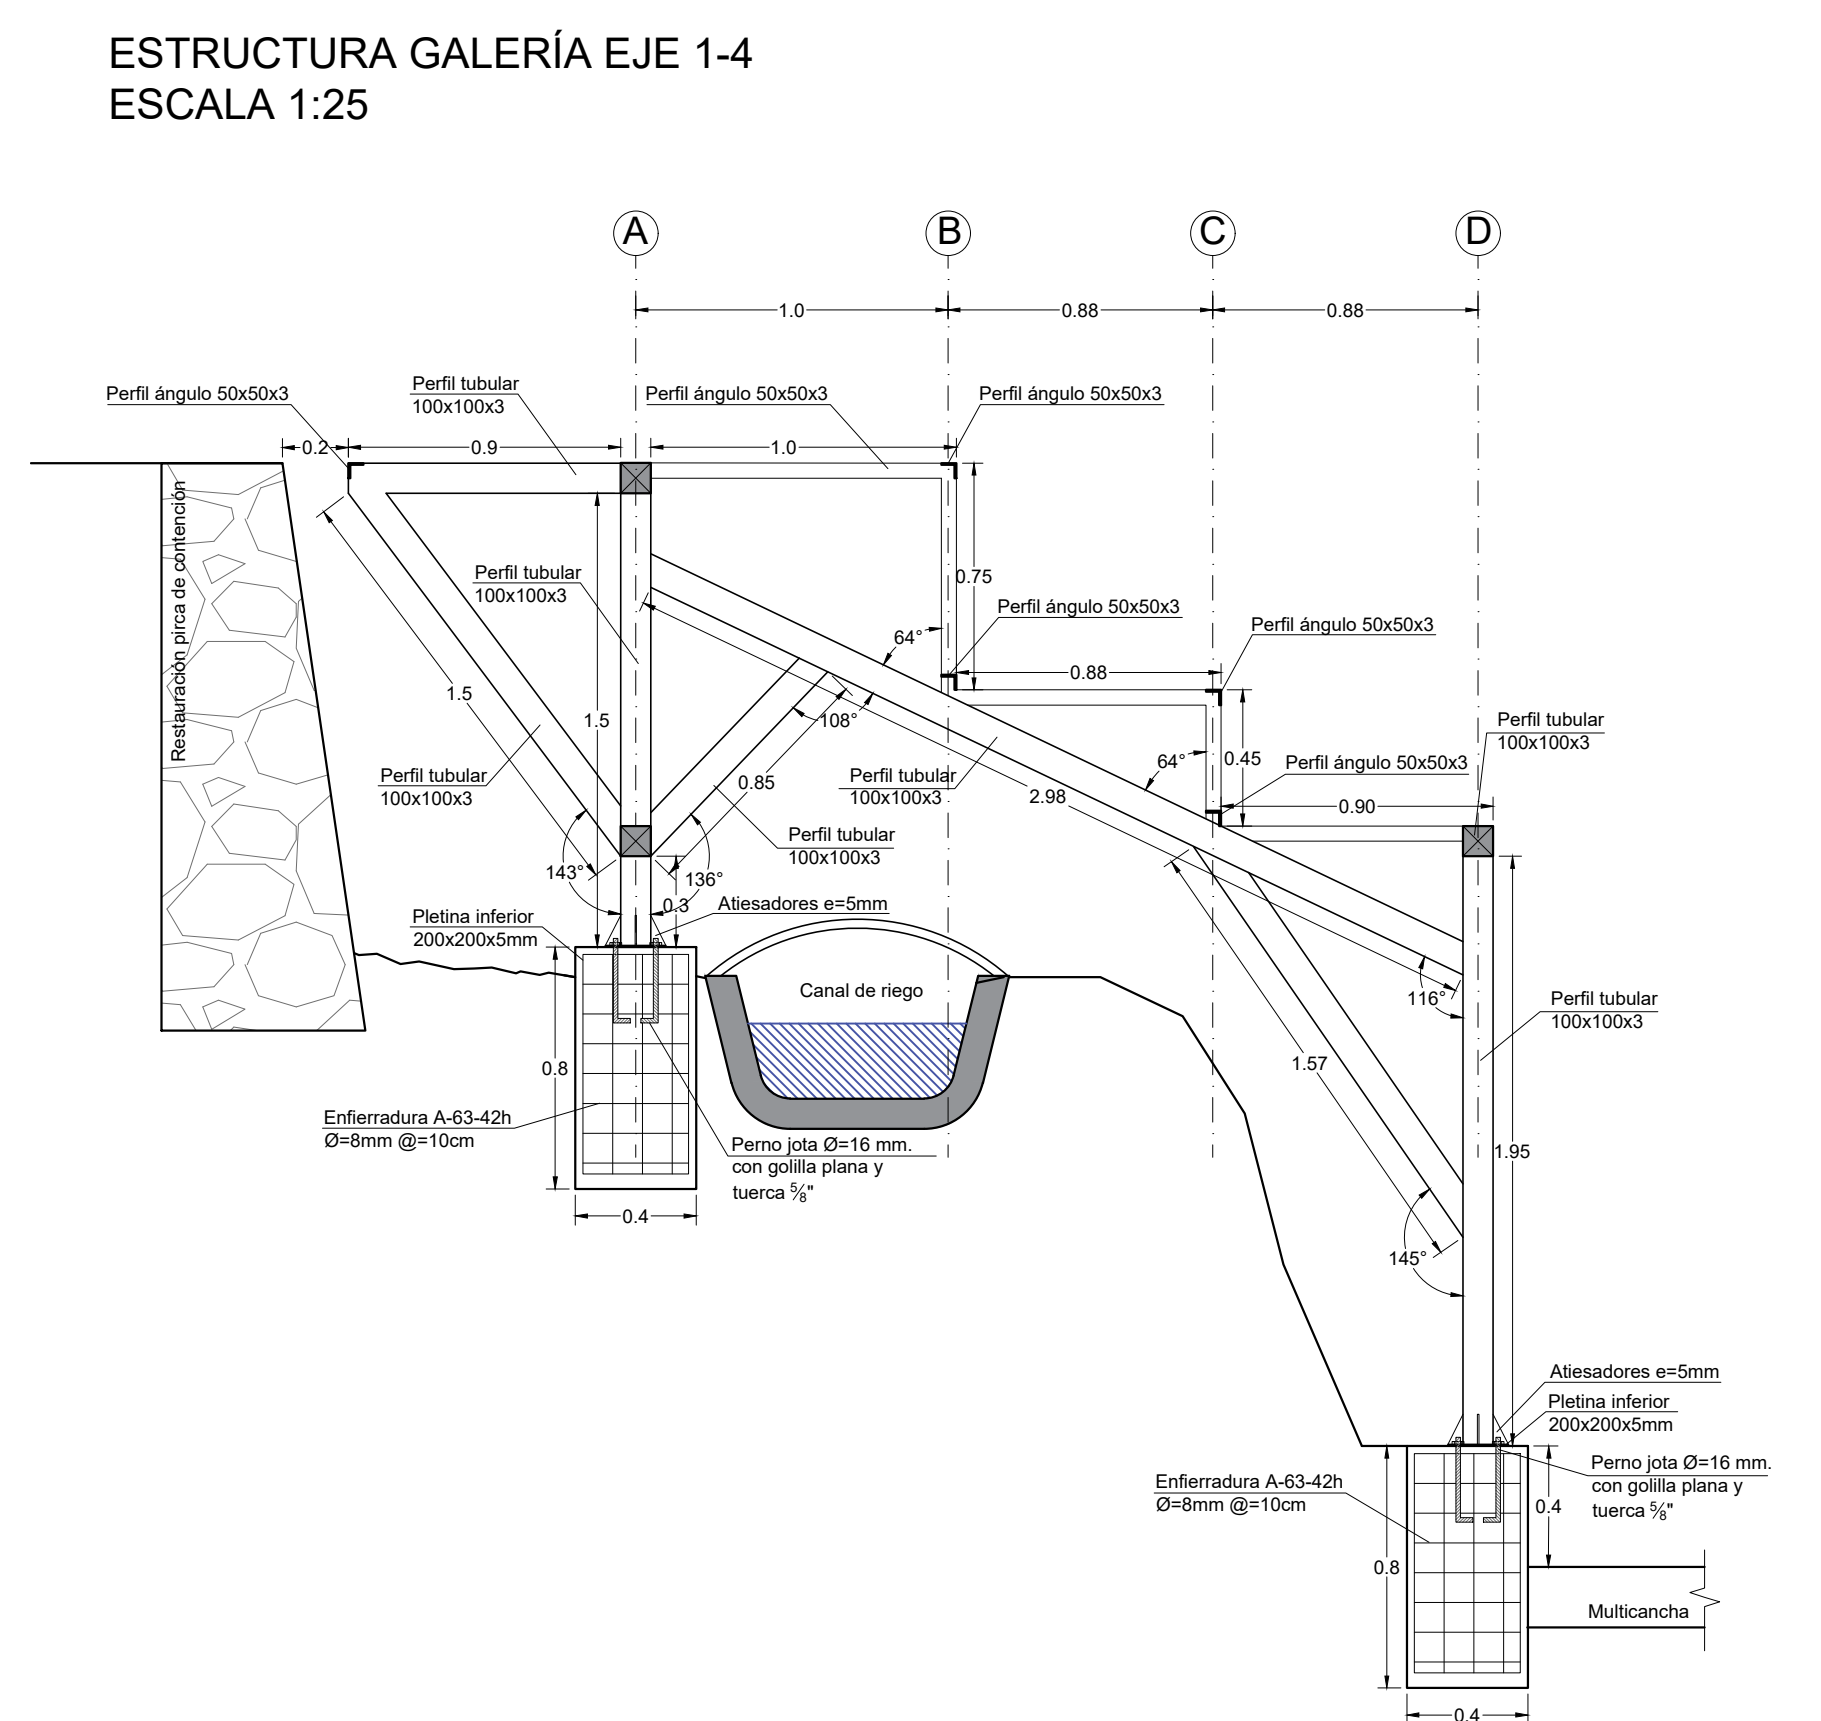 ESTRUCTURA GALERÍA EJE 1-4
ESCALA 1:25
A
B
C
D
1.0
0.88
0.88
Perfil ángulo 50x50x3
Perfil tubular
100x100x3
Perfil ángulo 50x50x3
Perfil ángulo 50x50x3
0.2
0.9
1.0
Restauración pirca de contención
Perfil tubular
100x100x3
0.75
Perfil ángulo 50x50x3
Perfil ángulo 50x50x3
64°
0.88
1.5
1.5
108°
Perfil tubular
100x100x3
0.45
64°
Perfil ángulo 50x50x3
Perfil tubular
100x100x3
0.85
Perfil tubular
100x100x3
2.98
0.90
Perfil tubular
100x100x3
143°
136°
0.3
Atiesadores e=5mm
Pletina inferior
200x200x5mm
Canal de riego
116°
Perfil tubular
100x100x3
0.8
1.57
Enfierradura A-63-42h
Ø=8mm @=10cm
Perno jota Ø=16 mm.
con golilla plana y
tuerca ⅝"
1.95
0.4
145°
Atiesadores e=5mm
Pletina inferior
200x200x5mm
Perno jota Ø=16 mm.
con golilla plana y
tuerca ⅝"
Enfierradura A-63-42h
Ø=8mm @=10cm
0.4
0.8
Multicancha
0.4